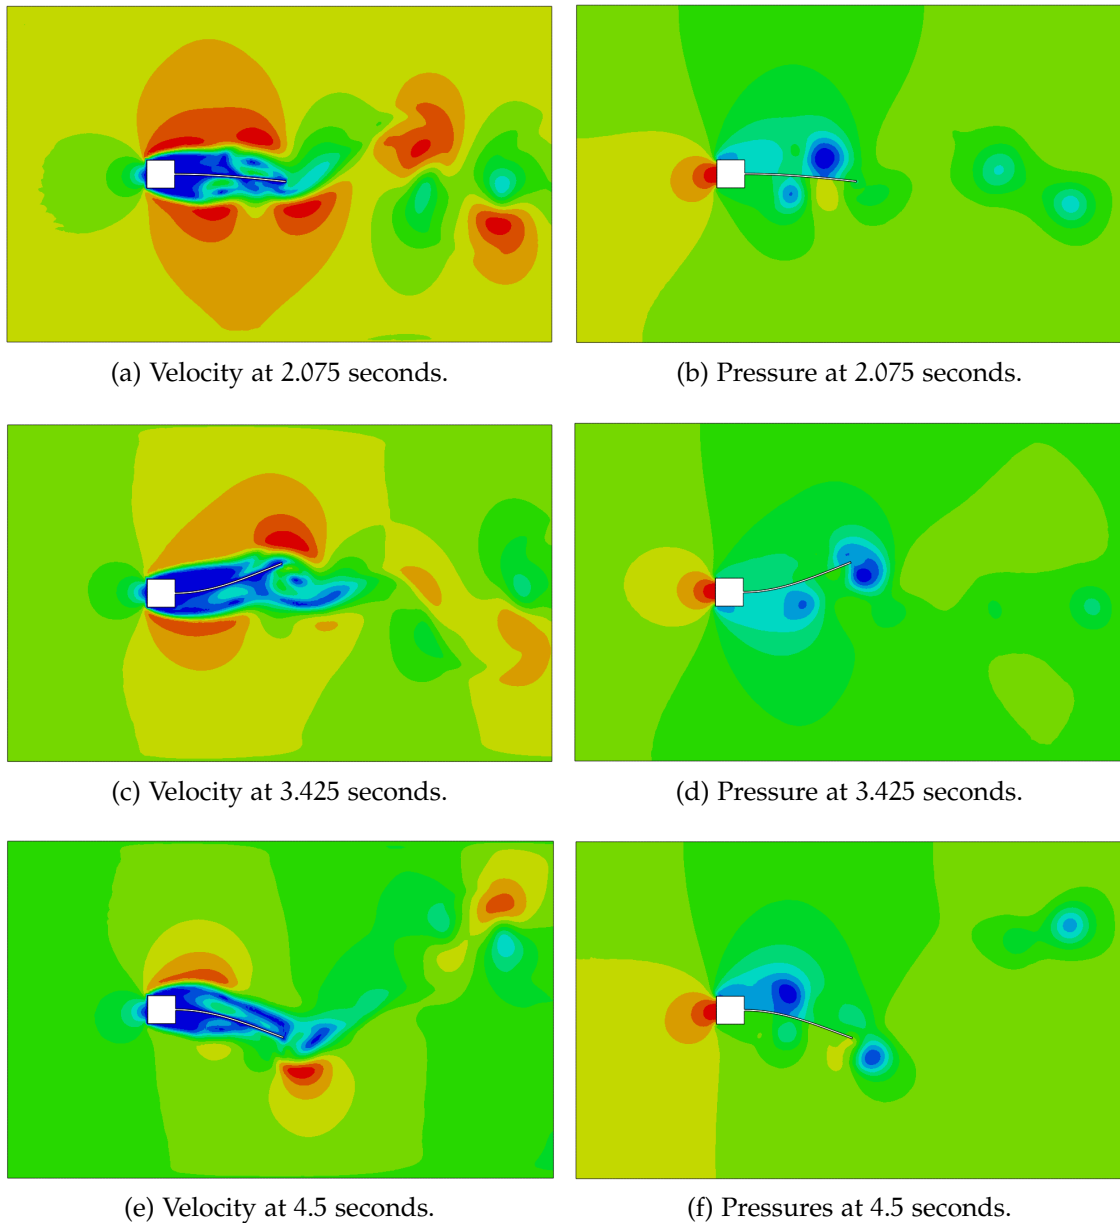 (a) Velocity at 2.075 seconds.
(b) Pressure at 2.075 seconds.
(c) Velocity at 3.425 seconds.
(d) Pressure at 3.425 seconds.
(e) Velocity at 4.5 seconds.
(f) Pressures at 4.5 seconds.